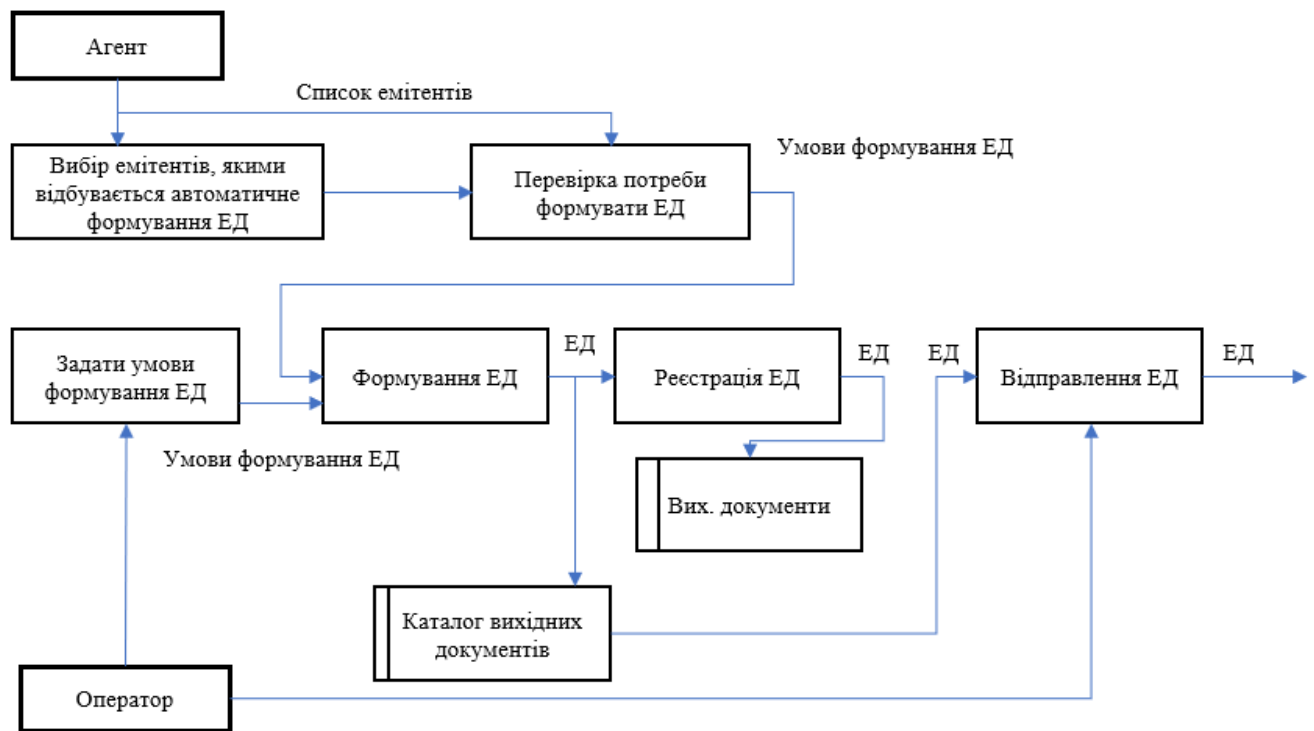 Агент
Список емітентів
Вибір емітентів, якими
відбувається автоматичне
формування ЕД
Перевірка потреби
формувати ЕД
Умови формування ЕД
Задати умови
формування ЕД
Формування ЕД
ЕД
Реєстрація ЕД
ЕД
ЕД
Відправлення ЕД
ЕД
Умови формування ЕД
Вих. документи
Каталог вихідних
документів
Оператор